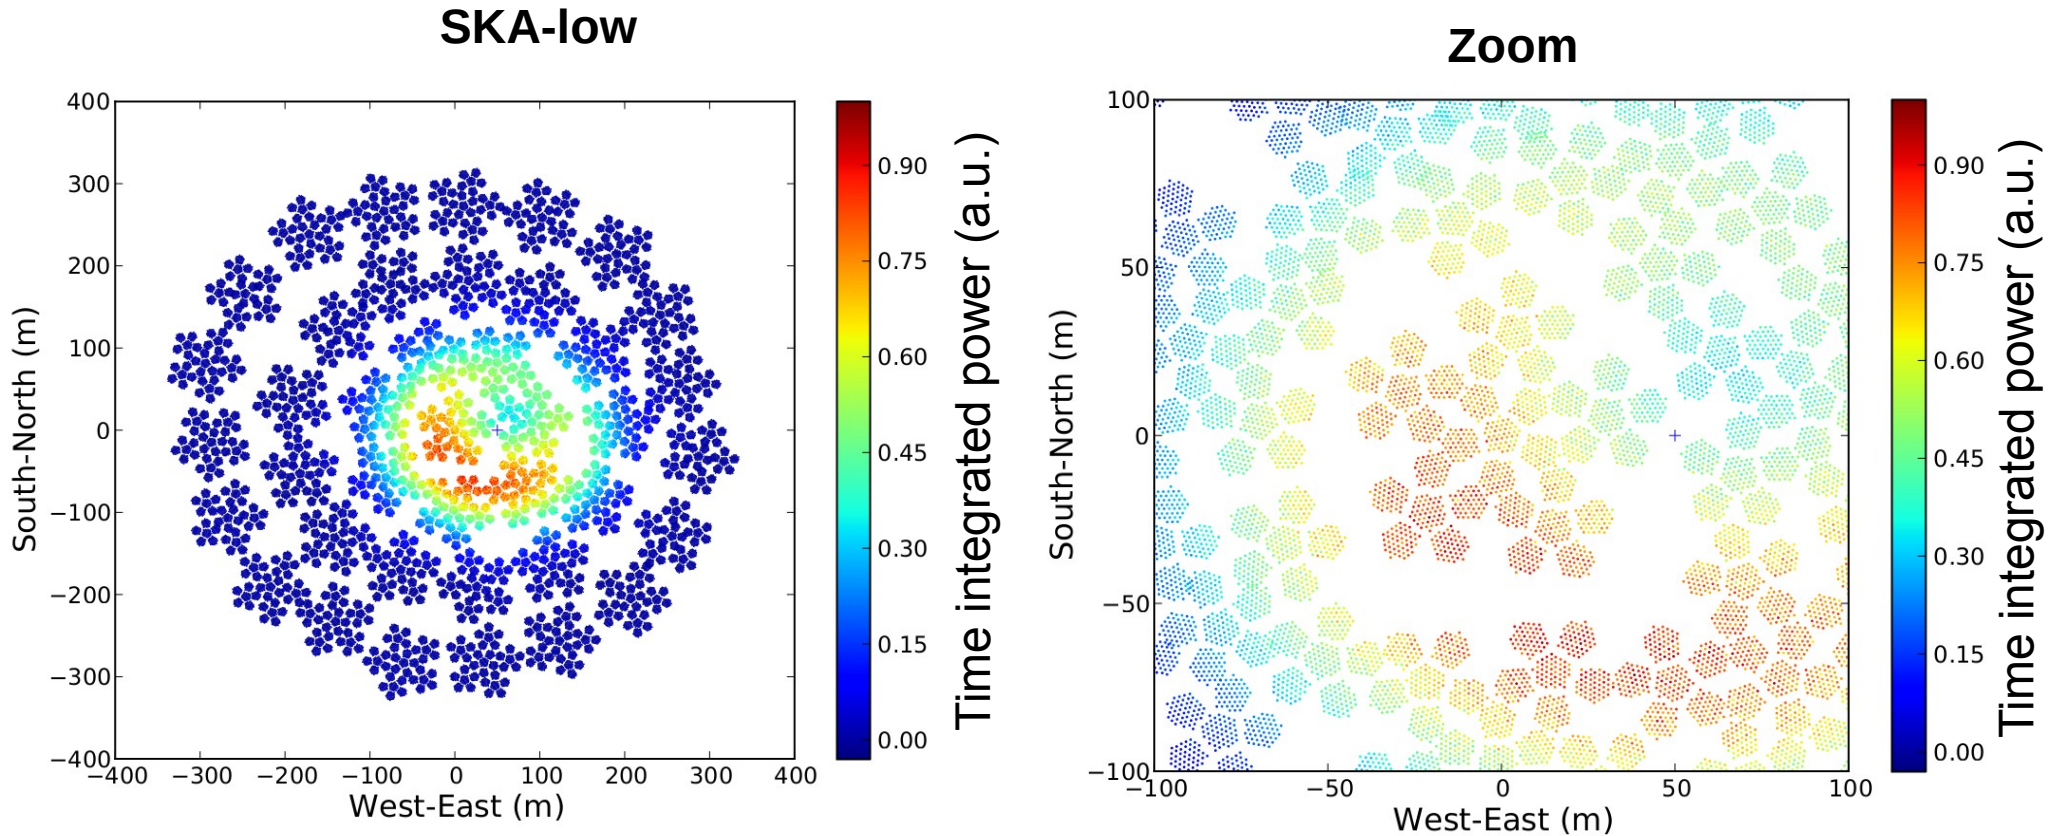 SKA-low
400
300
200
100
0
−100
−200
−300
−400
−400 −300 −200 −100 0 100 200 300 400
West-East (m)
South-North (m)
0.90
0.75
0.60
0.45
0.30
0.15
0.00
Time integrated power (a.u.)
Zoom
100
50
0
−50
−100
−100 −50 0 50 100
West-East (m)
South-North (m)
0.90
0.75
0.60
0.45
0.30
0.15
0.00
Time integrated power (a.u.)